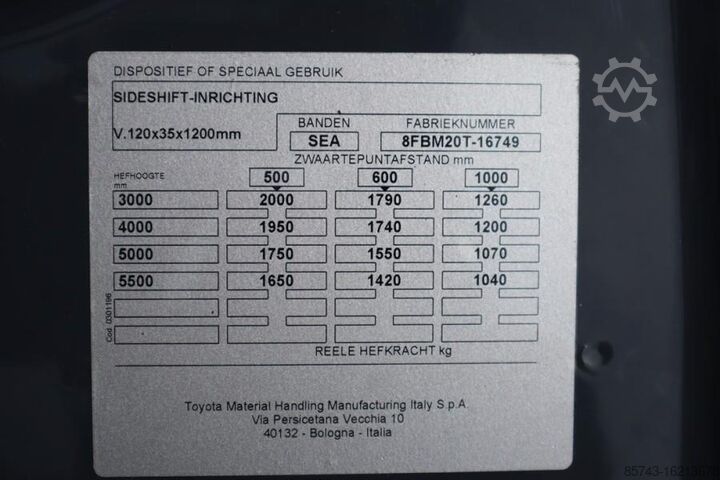 DISPOSITIEF OF SPECIAAL GEBRUIK
SIDESHIFT-INRICHTING
V.120x35x1200mm
BANDEN FABRIEKNUMMER
SEA 8FBM20T-16749
ZWAARTEPUNTAFSTAND mm
HEFHOOGTE mm 500 600 1000
3000 2000 1790 1260
4000 1950 1740 1200
5000 1750 1550 1070
5500 1650 1420 1040
Cod. 0301196
REELE HEFKRACHT kg
Toyota Material Handling Manufacturing Italy S.p.A
Via Persicetana Vecchia 10
40132 - Bologna - Italia